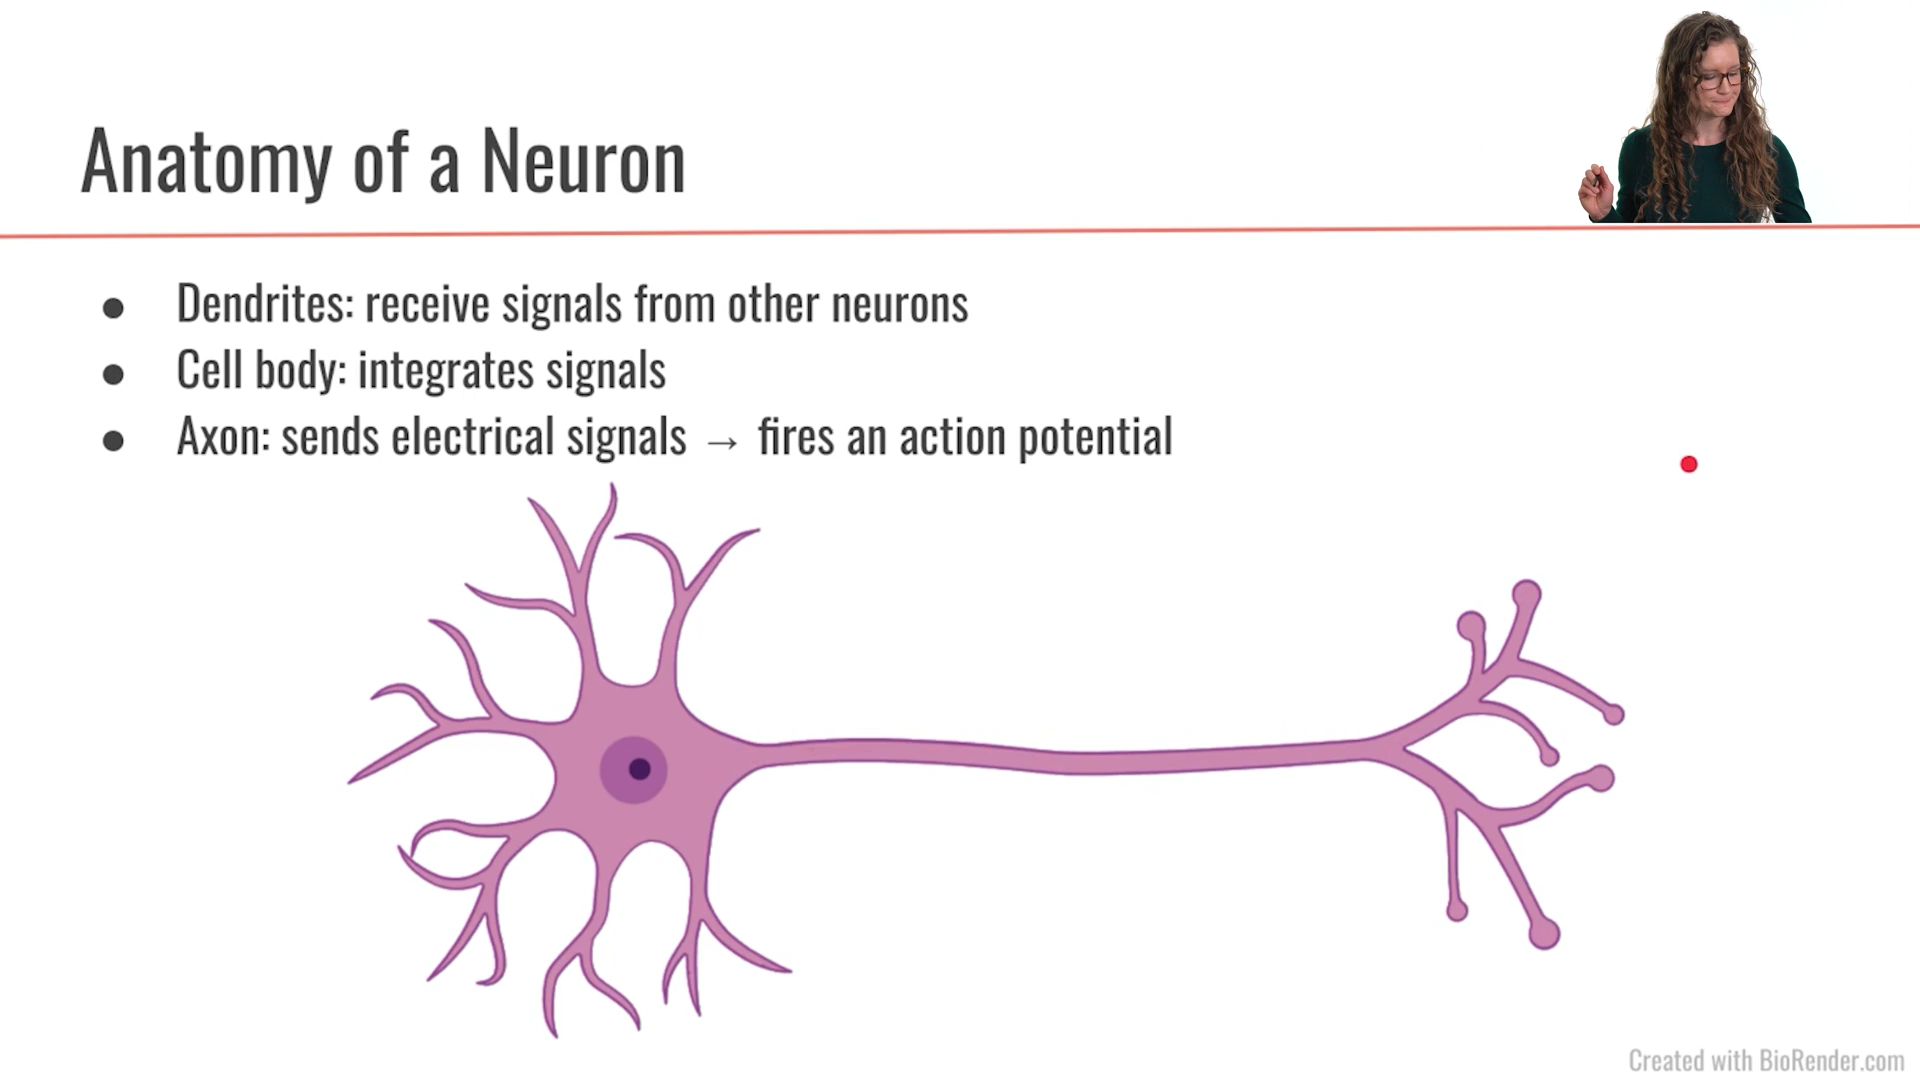 Anatomy of a Neuron
● Dendrites: receive signals from other neurons
● Cell body: integrates signals
● Axon: sends electrical signals → fires an action potential
Created with BioRender.com